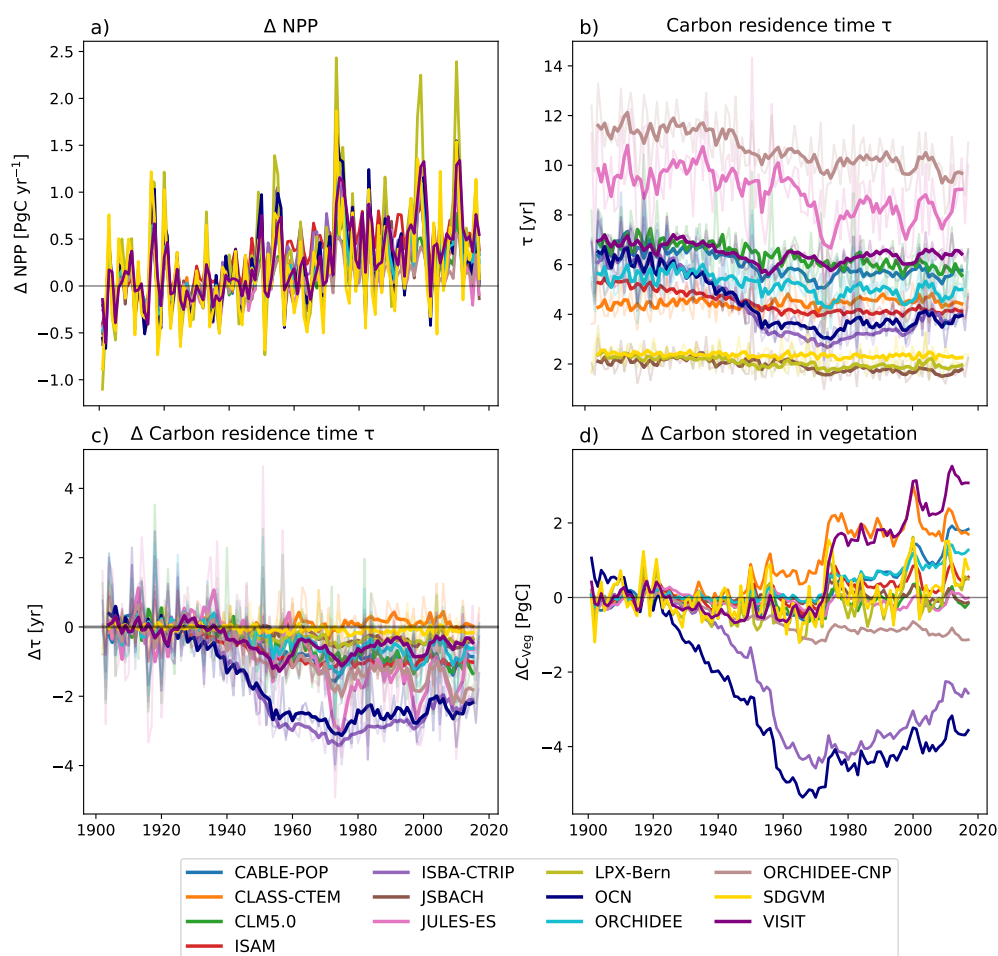 a) Δ NPP
2.5
2.0
1.5
1.0
0.5
0.0
−0.5
−1.0
Δ NPP [PgC yr⁻¹]
b) Carbon residence time τ
14
12
10
8
6
4
2
τ [yr]
c) Δ Carbon residence time τ
4
2
0
−2
−4
Δτ [yr]
1900 1920 1940 1960 1980 2000 2020
d) Δ Carbon stored in vegetation
2
0
−2
−4
ΔC_Veg [PgC]
1900 1920 1940 1960 1980 2000 2020
CABLE-POP ISBA-CTRIP LPX-Bern ORCHIDEE-CNP
CLASS-CTEM JSBACH OCN SDGVM
CLM5.0 JULES-ES ORCHIDEE VISIT
ISAM